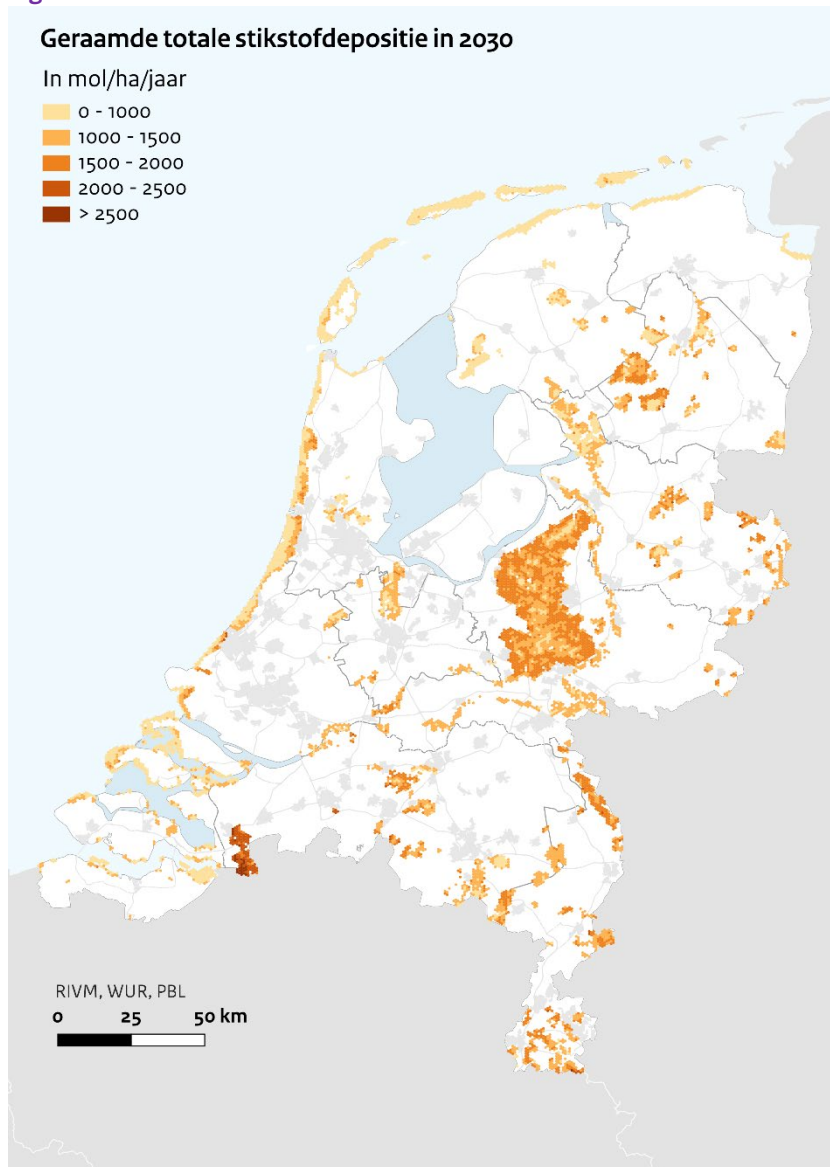 Geraamde totale stikstofdepositie in 2030
In mol/ha/jaar
0 - 1000
1000 - 1500
1500 - 2000
2000 - 2500
> 2500
RIVM, WUR, PBL
0 25 50 km